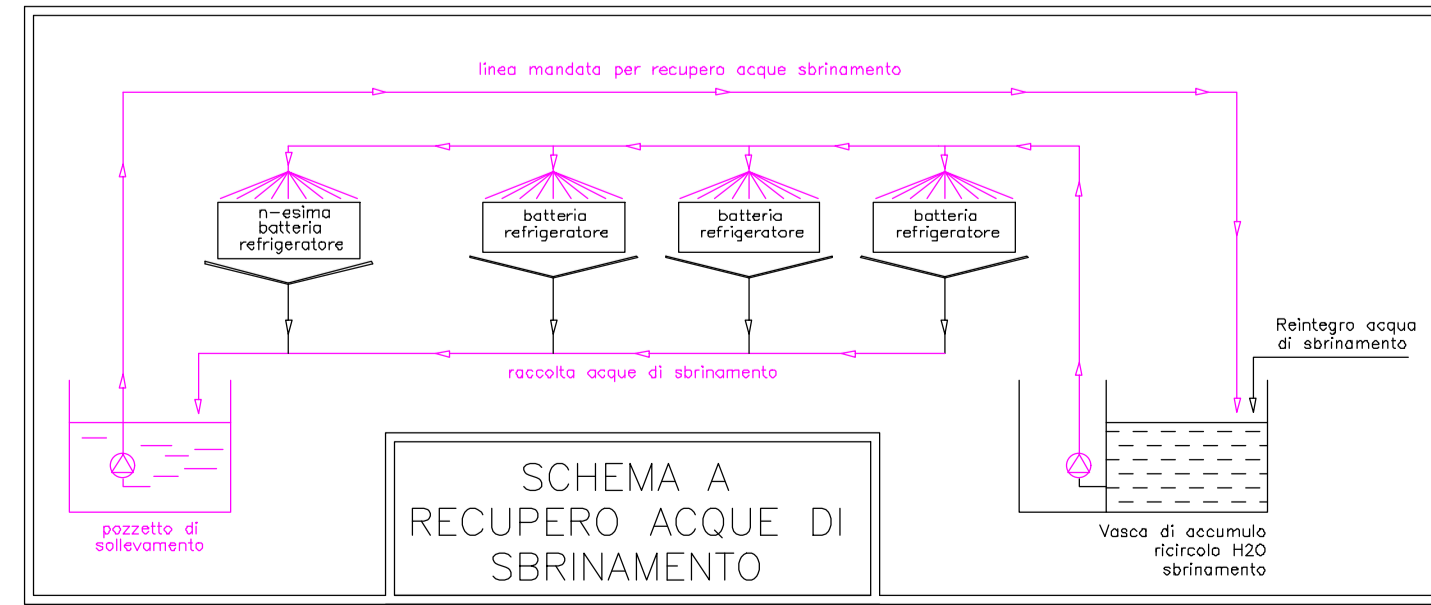 linea mandata per recupero acque sbrinamento
n-esima
batteria
refrigeratore
batteria
refrigeratore
batteria
refrigeratore
batteria
refrigeratore
Reintegro acqua
di sbrinamento
raccolta acque di sbrinamento
pozzetto di
sollevamento
SCHEMA A
RECUPERO ACQUE DI
SBRINAMENTO
Vasca di accumulo
ricircolo H2O
sbrinamento